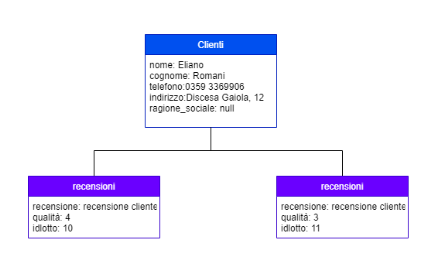 Clienti
nome: Eliano
cognome: Romani
telefono:0359 3369906
indirizzo:Discesa Gaiola, 12
ragione_sociale: null
recensioni
recensione: recensione cliente
qualità: 4
idlotto: 10
recensioni
recensione: recensione cliente
qualità: 3
idlotto: 11